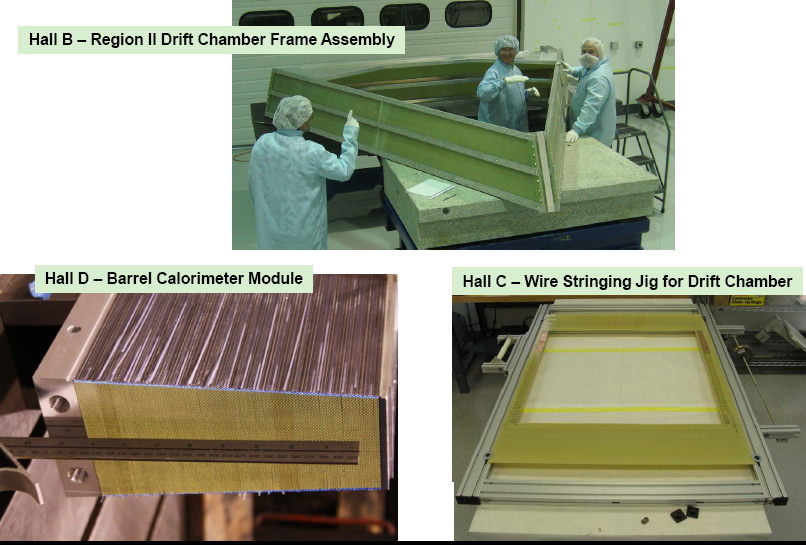 Hall B – Region II Drift Chamber Frame Assembly
Hall D – Barrel Calorimeter Module
Hall C – Wire Stringing Jig for Drift Chamber